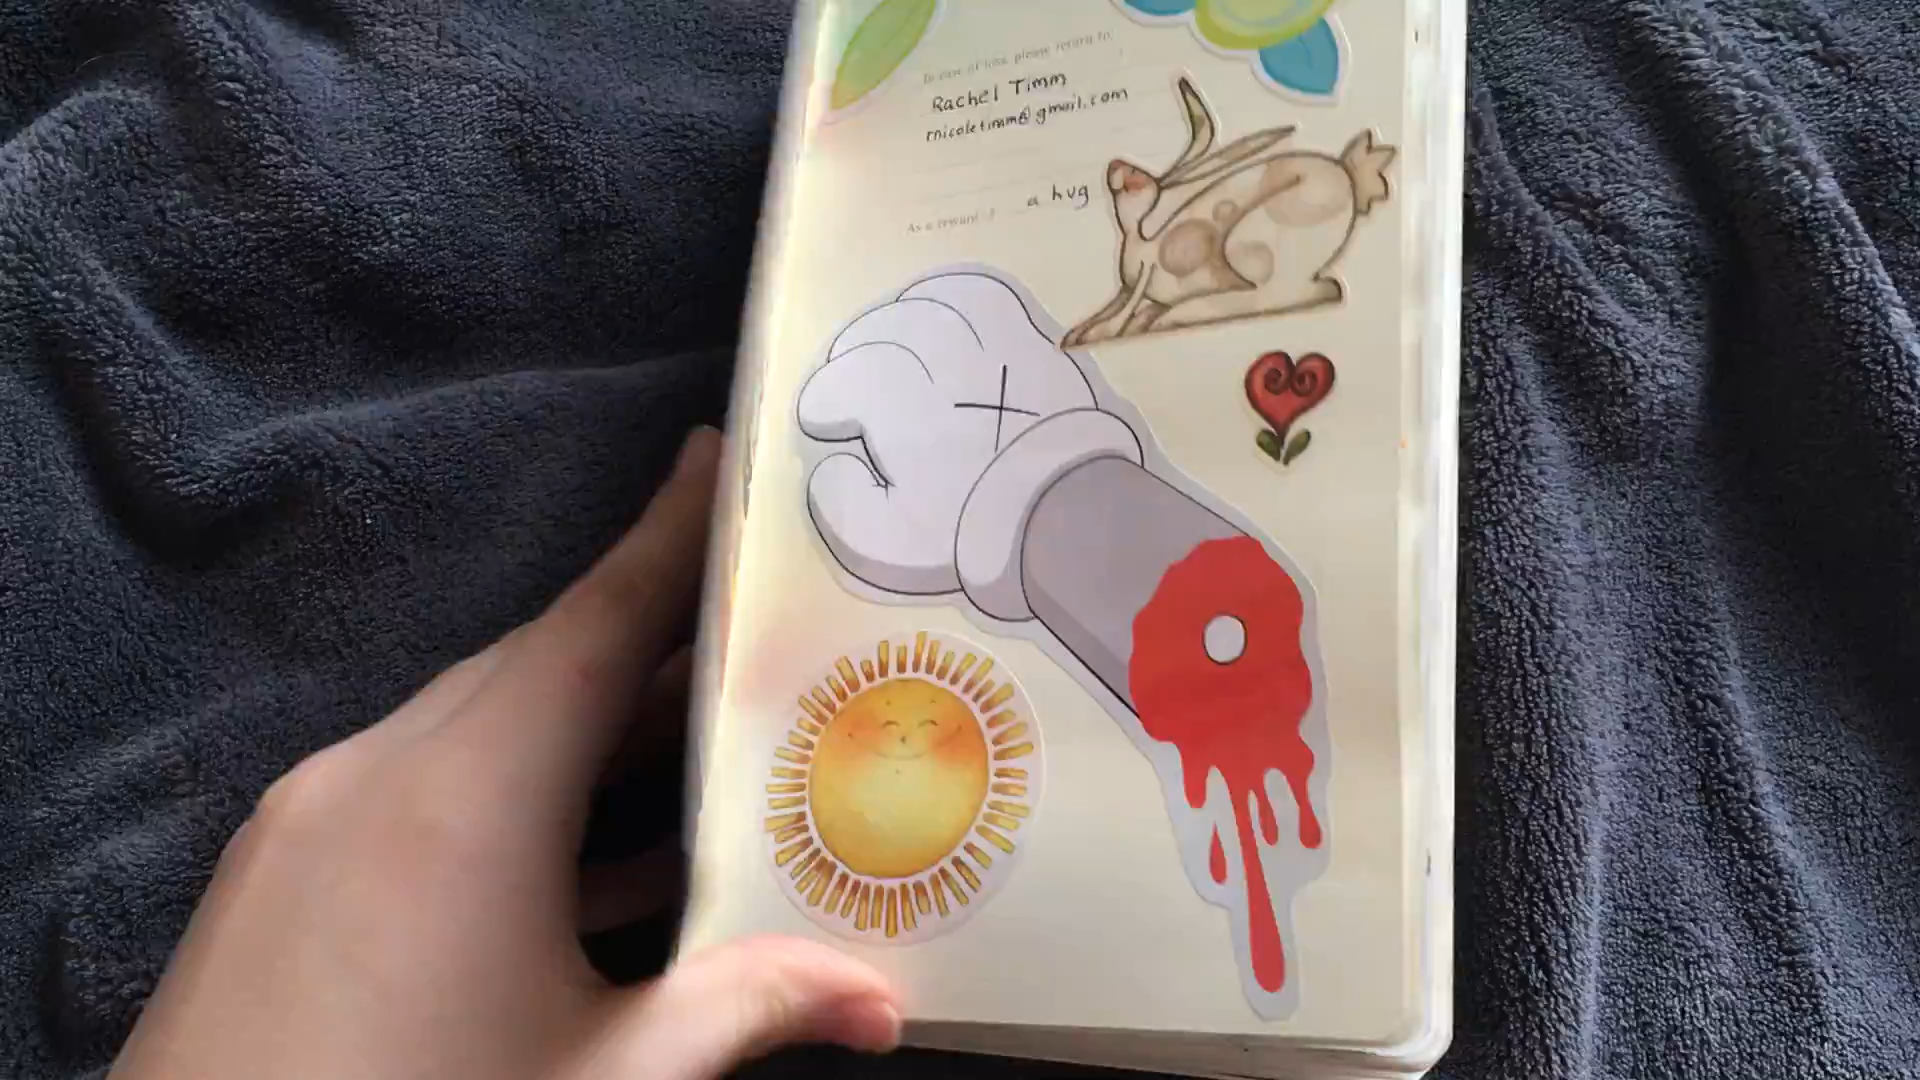 In case of loss, please return to:
Rachel Timm
rnicoletimm@gmail.com
a hug
As a reward: $